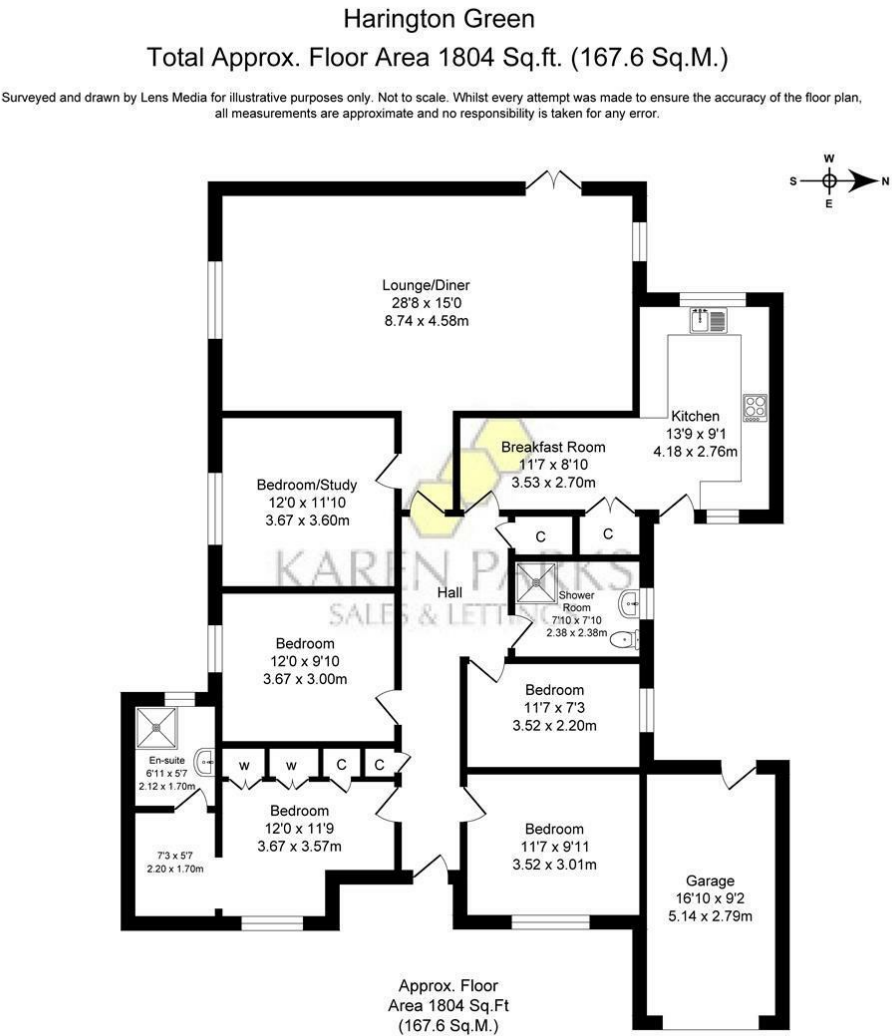 Harington Green
Total Approx. Floor Area 1804 Sq.ft. (167.6 Sq.M.)
Surveyed and drawn by Lens Media for illustrative purposes only. Not to scale. Whilst every attempt was made to ensure the accuracy of the floor plan,
all measurements are approximate and no responsibility is taken for any error.
W
S
N
E
Lounge/Diner
28'8 x 15'0
8.74 x 4.58m
Kitchen
13'9 x 9'1
4.18 x 2.76m
Breakfast Room
11'7 x 8'10
3.53 x 2.70m
Bedroom/Study
12'0 x 11'10
3.67 x 3.60m
C
C
KAREN PARKS
SALES & LETTINGS
Hall
Shower
Room
7'10 x 7'10
2.38 x 2.38m
Bedroom
12'0 x 9'10
3.67 x 3.00m
Bedroom
11'7 x 7'3
3.52 x 2.20m
En-suite
6'11 x 5'7
2.12 x 1.70m
w
w
C
C
Bedroom
12'0 x 11'9
3.67 x 3.57m
7'3 x 5'7
2.20 x 1.70m
Bedroom
11'7 x 9'11
3.52 x 3.01m
Garage
16'10 x 9'2
5.14 x 2.79m
Approx. Floor
Area 1804 Sq.Ft
(167.6 Sq.M.)